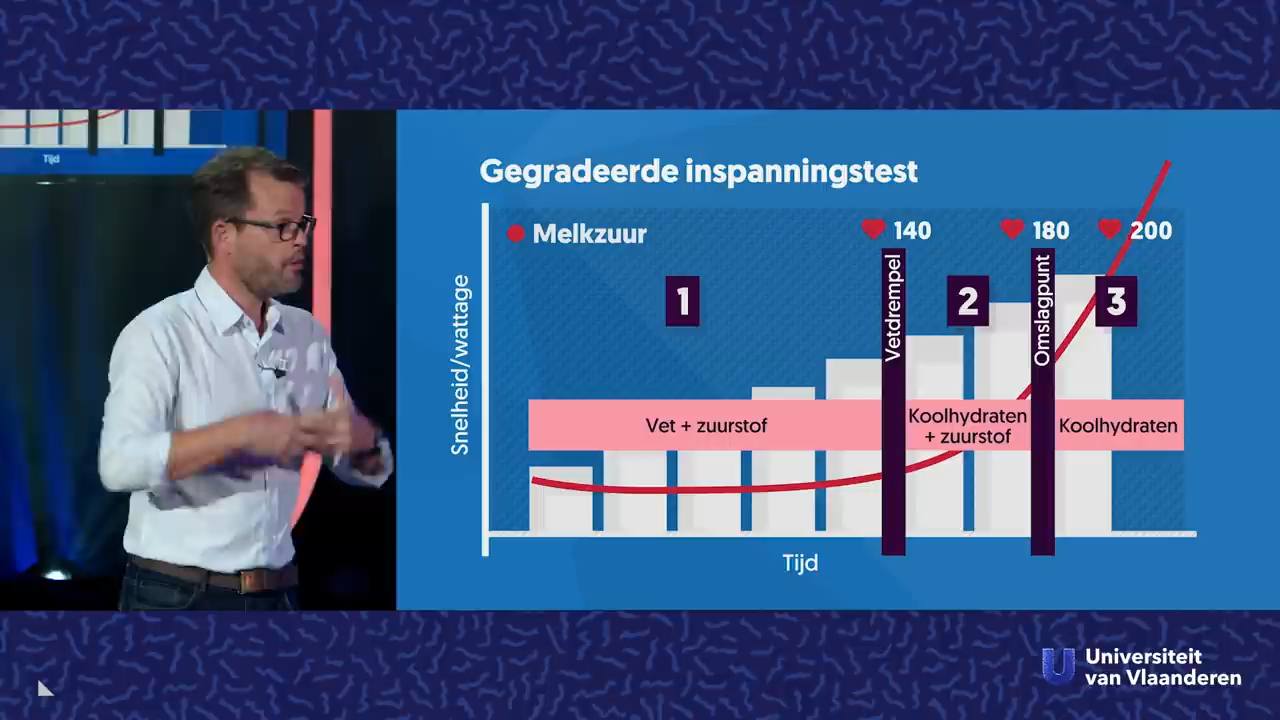 Tijd
Gegradeerde inspanningstest
Melkzuur
140
180
200
1
2
3
Vetdrempel
Omslagpunt
Snelheid/wattage
Vet + zuurstof
Koolhydraten
+ zuurstof
Koolhydraten
Tijd
Universiteit
van Vlaanderen